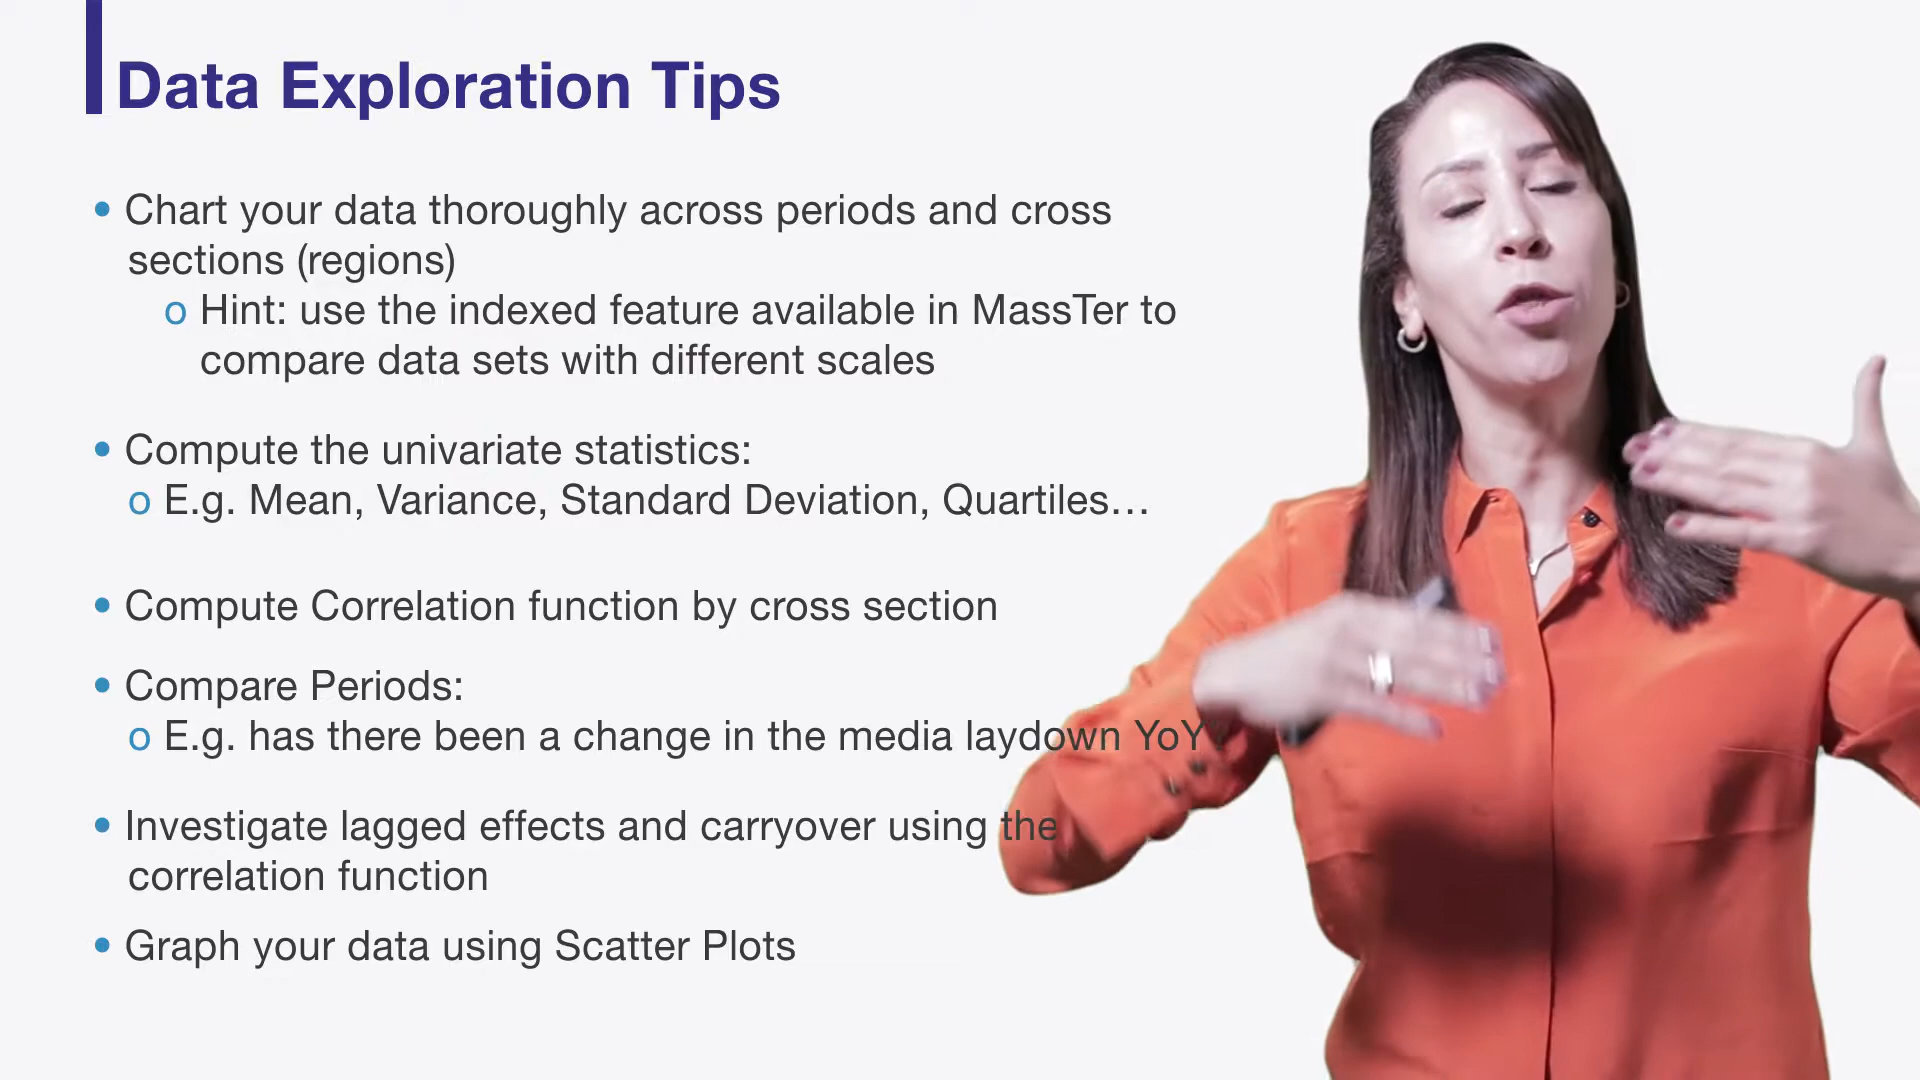 Data Exploration Tips
• Chart your data thoroughly across periods and cross
sections (regions)
o Hint: use the indexed feature available in MassTer to
compare data sets with different scales
• Compute the univariate statistics:
o E.g. Mean, Variance, Standard Deviation, Quartiles…
• Compute Correlation function by cross section
• Compare Periods:
o E.g. has there been a change in the media laydown YoY?
• Investigate lagged effects and carryover using the
correlation function
• Graph your data using Scatter Plots